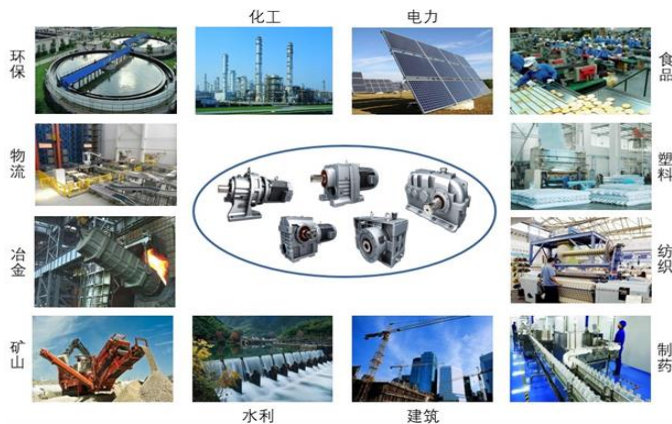 化工
电力
环保
食品
物流
塑料
冶金
纺织
矿山
制药
水利
建筑